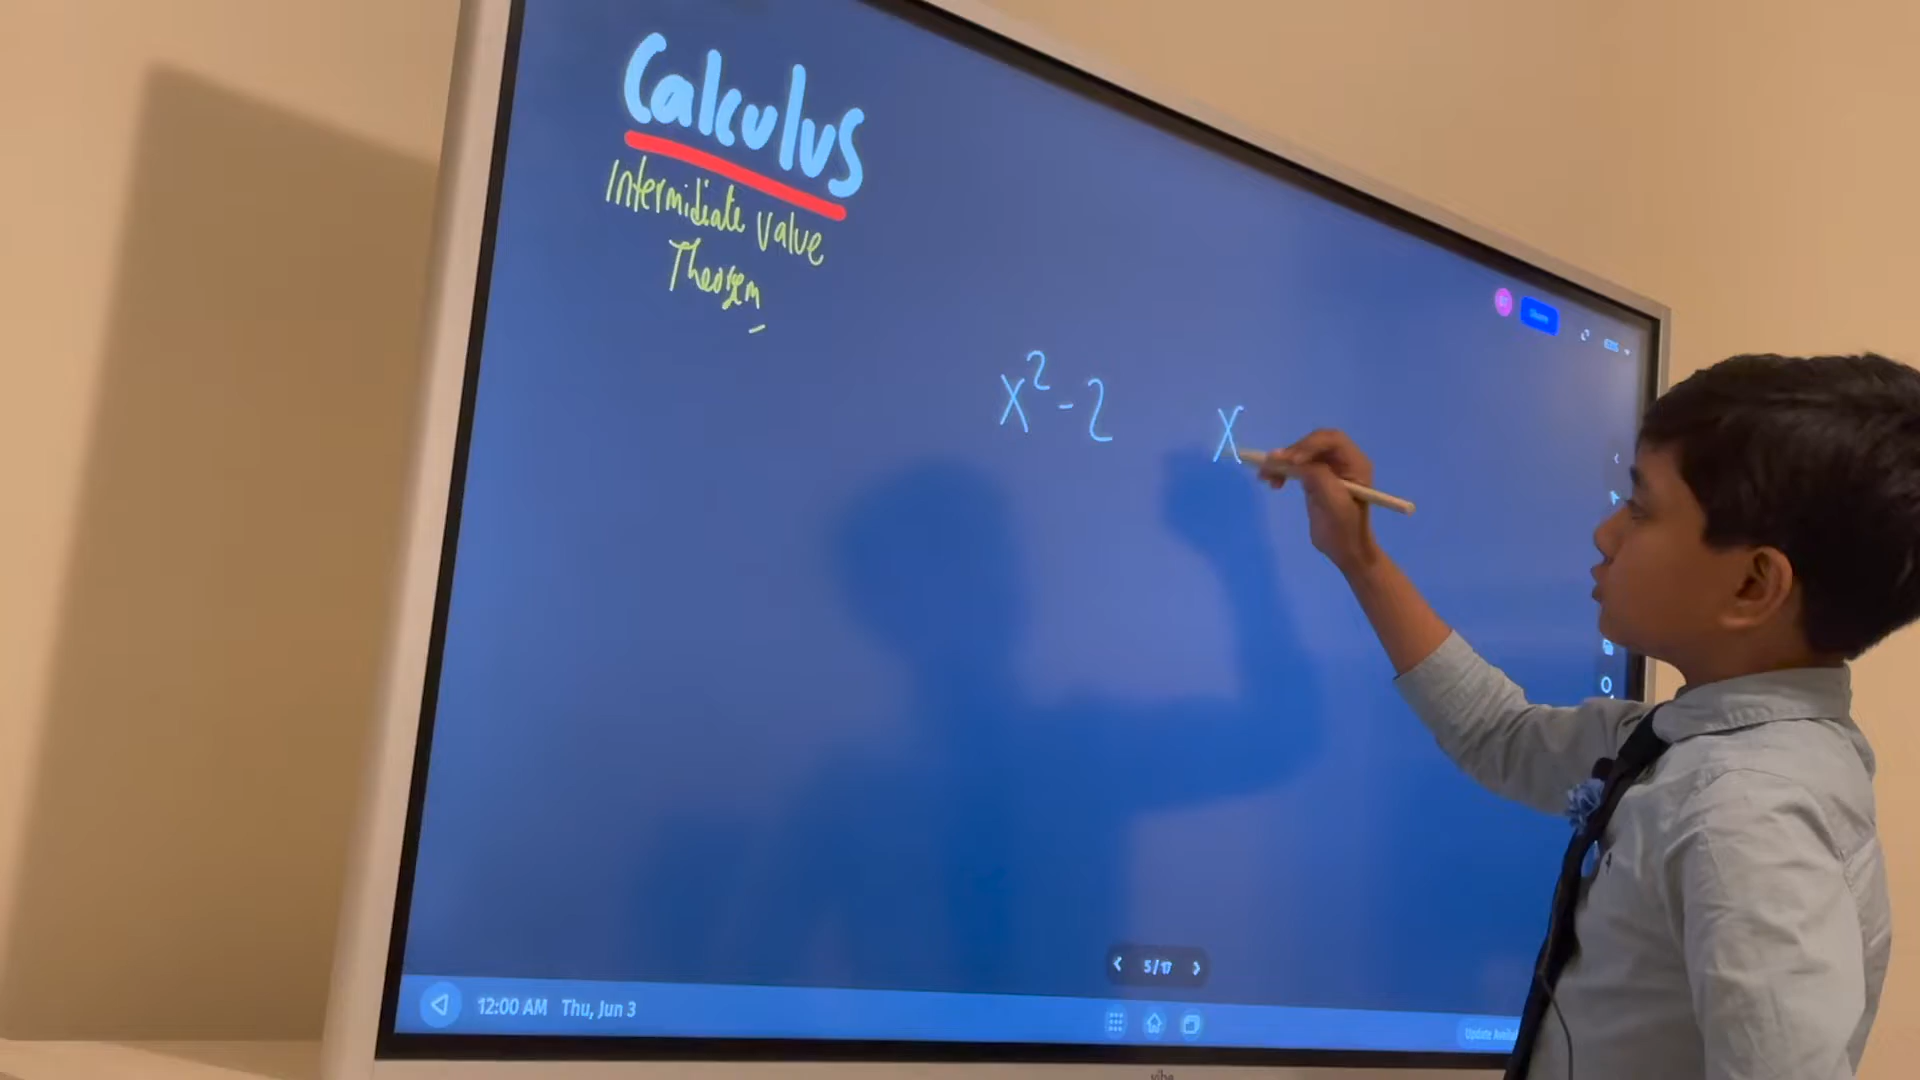 Calculus
Intermidiate Value
Theorem
x² - 2 x
5/17
12:00 AM Thu, Jun 3